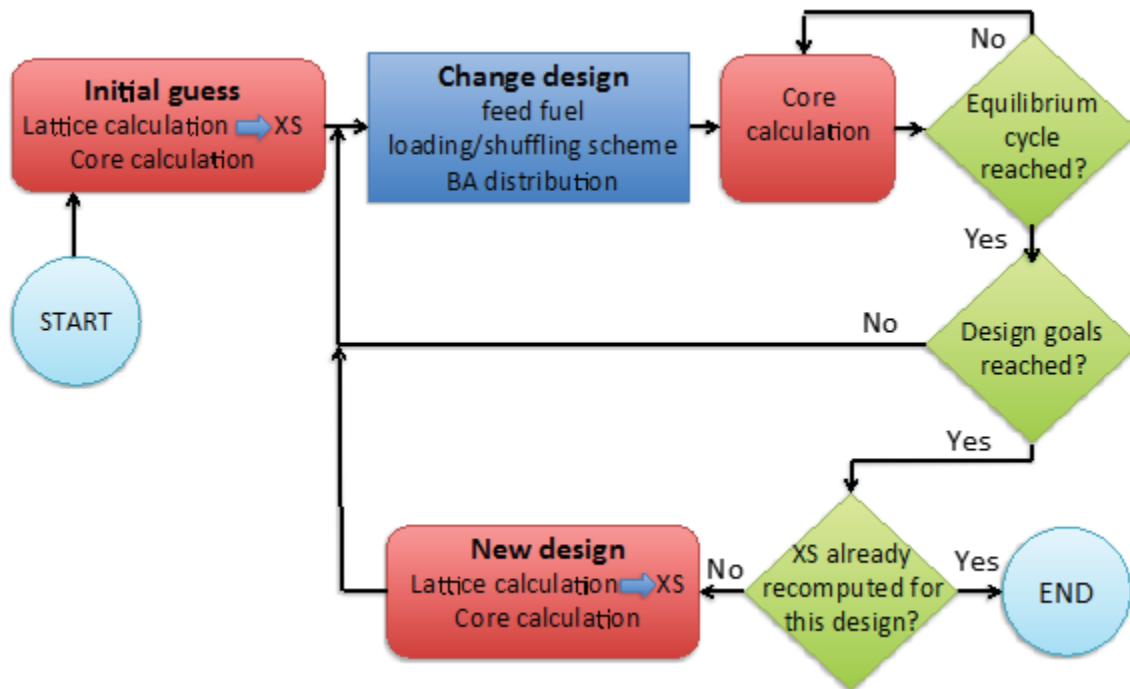 Initial guess
Lattice calculation XS
Core calculation
Change design
feed fuel
loading/shuffling scheme
BA distribution
Core
calculation
No
Equilibrium
cycle
reached?
Yes
START
No
Design goals
reached?
Yes
New design
Lattice calculation XS
Core calculation
No
XS already
recomputed for
this design?
Yes
END